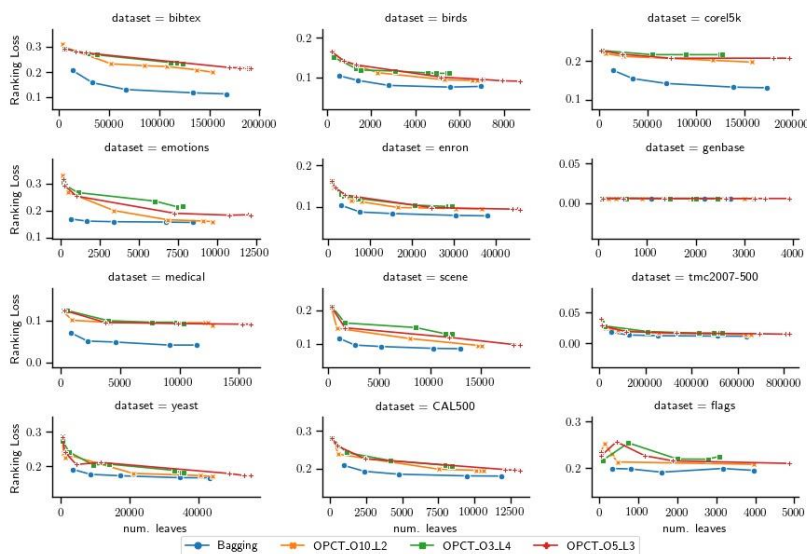 dataset = bibtex
dataset = birds
dataset = corel5k
Ranking Loss
0.3
0.2
0.1
0.2
0.1
0.2
0.1
0 50000 100000 150000 200000
0 2000 4000 6000 8000
0 50000 100000 150000 200000
dataset = emotions
dataset = enron
dataset = genbase
Ranking Loss
0.3
0.2
0.1
0.2
0.1
0.05
0.00
0 2500 5000 7500 10000 12500
0 10000 20000 30000 40000
0 1000 2000 3000 4000
dataset = medical
dataset = scene
dataset = tmc2007-500
Ranking Loss
0.1
0.0
0.2
0.1
0.05
0.00
0 5000 10000 15000
0 5000 10000 15000
0 200000 400000 600000 800000
dataset = yeast
dataset = CAL500
dataset = flags
Ranking Loss
0.3
0.2
0.3
0.2
0.3
0.2
0 20000 40000
0 2500 5000 7500 10000 12500
0 1000 2000 3000 4000 5000
num. leaves
num. leaves
num. leaves
Bagging OPCT_O10_L2 OPCT_O3_L4 OPCT_O5_L3